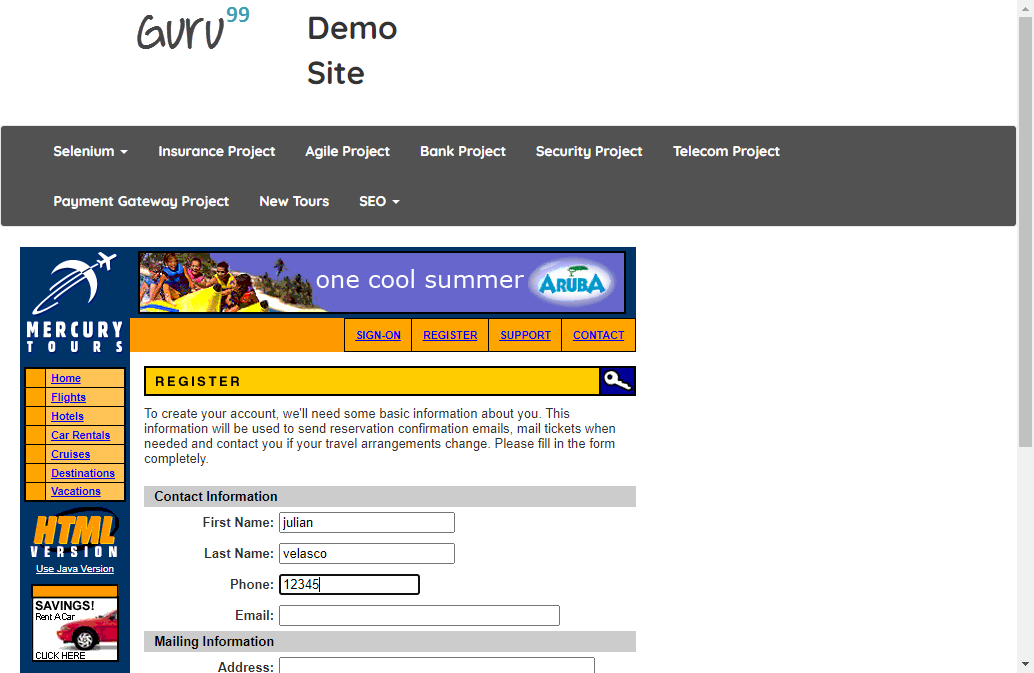 Guru99
Demo
Site
Selenium Insurance Project Agile Project Bank Project Security Project Telecom Project
Payment Gateway Project New Tours SEO
one cool summer ARUBA
MERCURY
TOURS
SIGN-ON REGISTER SUPPORT CONTACT
Home
Flights
Hotels
Car Rentals
Cruises
Destinations
Vacations
HTML
VERSION
Use Java Version
SAVINGS!
Rent A Car
CLICK HERE
REGISTER
To create your account, we'll need some basic information about you. This
information will be used to send reservation confirmation emails, mail tickets when
needed and contact you if your travel arrangements change. Please fill in the form
completely.
Contact Information
First Name: julian
Last Name: velasco
Phone: 12345
Email:
Mailing Information
Address: